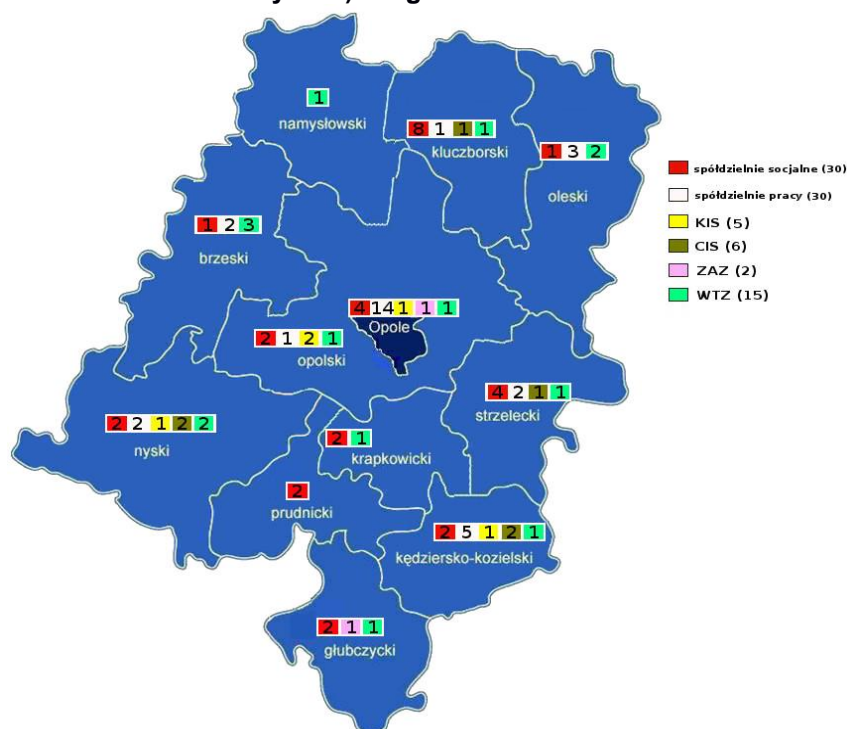 1
namysłowski
8 1 1 1
kluczborski
1 3 2
oleski
spółdzielnie socjalne (30)
spółdzielnie pracy (30)
KIS (5)
CIS (6)
ZAZ (2)
WTZ (15)
1 2 3
brzeski
4 14 1 1 1
Opole
2 1 2 1
opolski
4 2 1 1
strzelecki
2 2 1 2 2
nyski
2 1
krapkowicki
2
prudnicki
2 5 1 2 1
kędziersko-kozielski
2 1 1
głubczycki